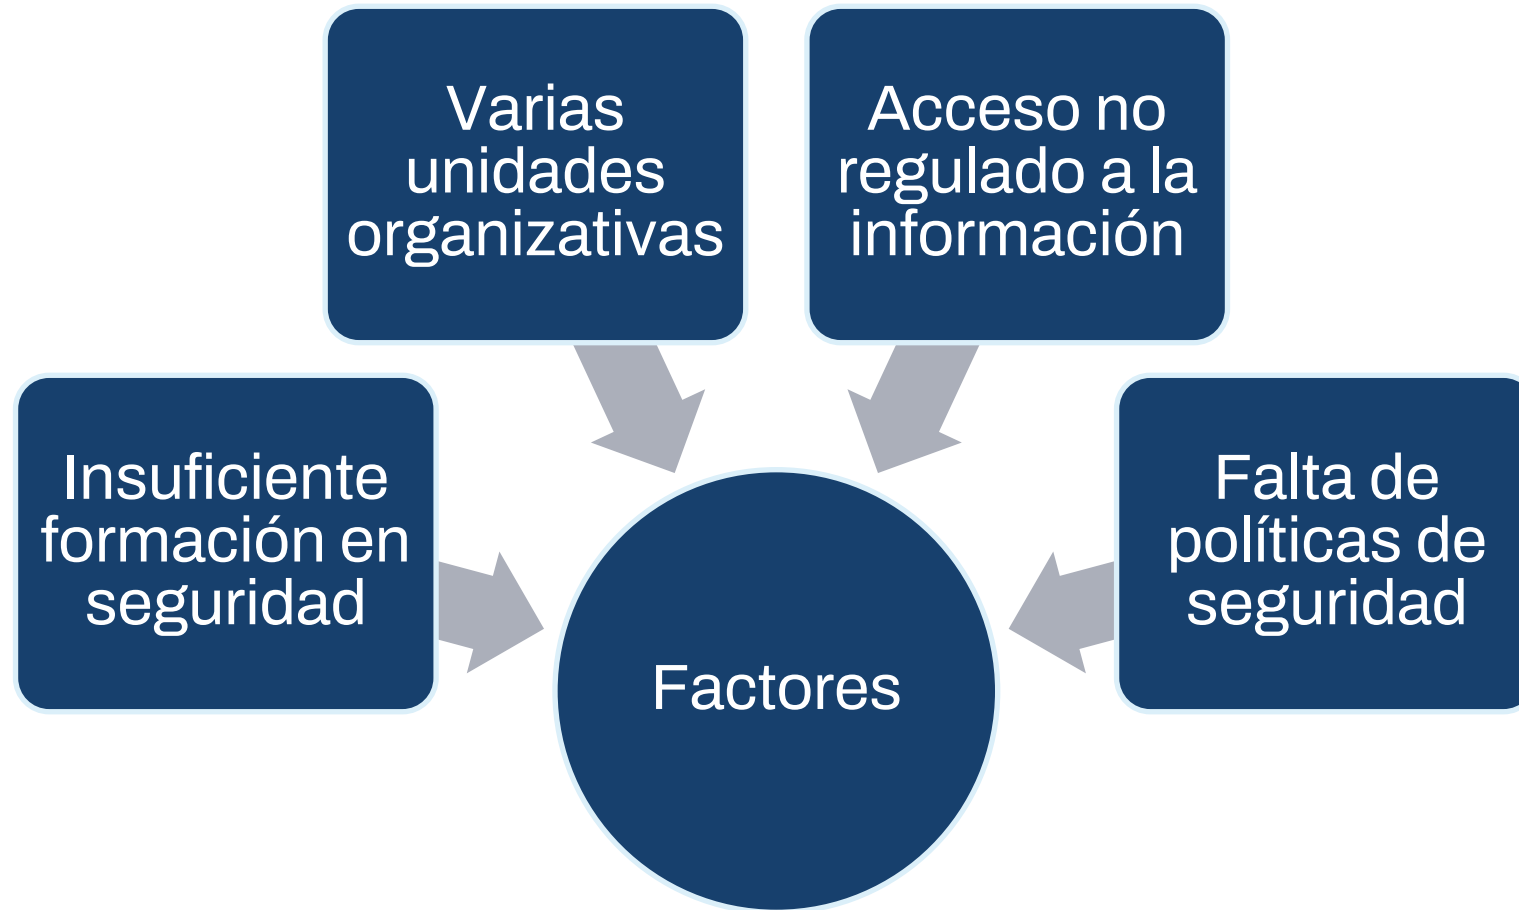 Varias
unidades
organizativas
Acceso no
regulado a la
información
Insuficiente
formación en
seguridad
Falta de
políticas de
seguridad
Factores